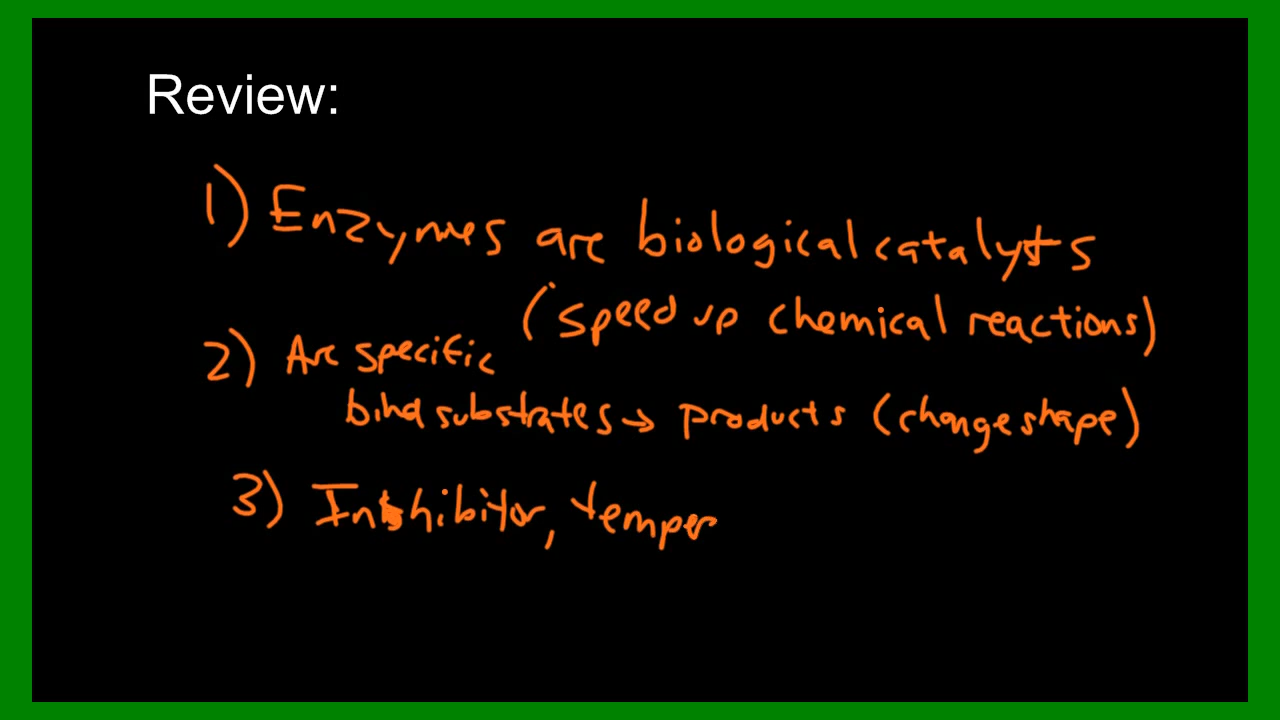 Review:
1) Enzymes are biological catalysts
(speed up chemical reactions)
2) Are specific
bind substrates → products (change shape)
3) Inhibitor, temper